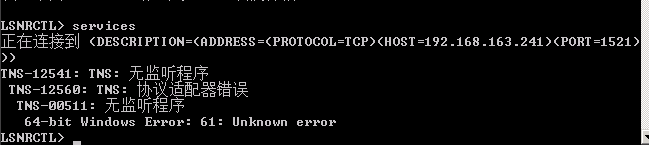 LSNRCTL> services
正在连接到 (DESCRIPTION=(ADDRESS=(PROTOCOL=TCP)(HOST=192.168.163.241)(PORT=1521)
))
TNS-12541: TNS: 无监听程序
TNS-12560: TNS: 协议适配器错误
TNS-00511: 无监听程序
64-bit Windows Error: 61: Unknown error
LSNRCTL>